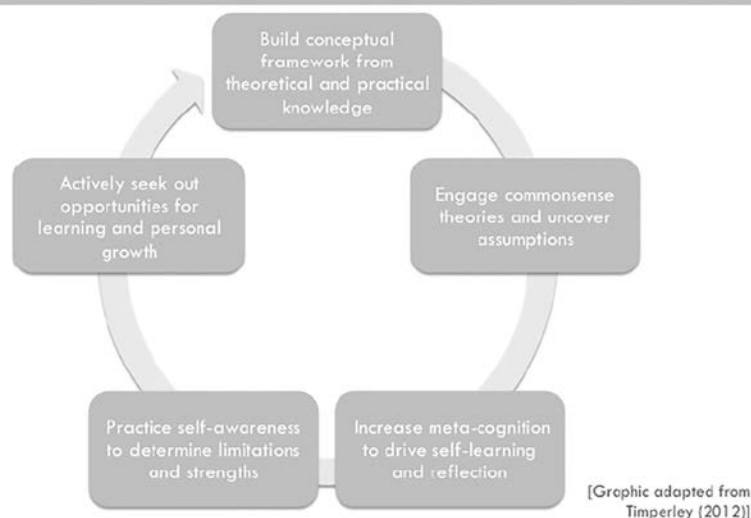 Build conceptual
framework from
theoretical and practical
knowledge
Engage commonsense
theories and uncover
assumptions
Increase meta-cognition
to drive self-learning
and reflection
Practice self-awareness
to determine limitations
and strengths
Actively seek out
opportunities for
learning and personal
growth
[Graphic adapted from
Timperley (2012)]